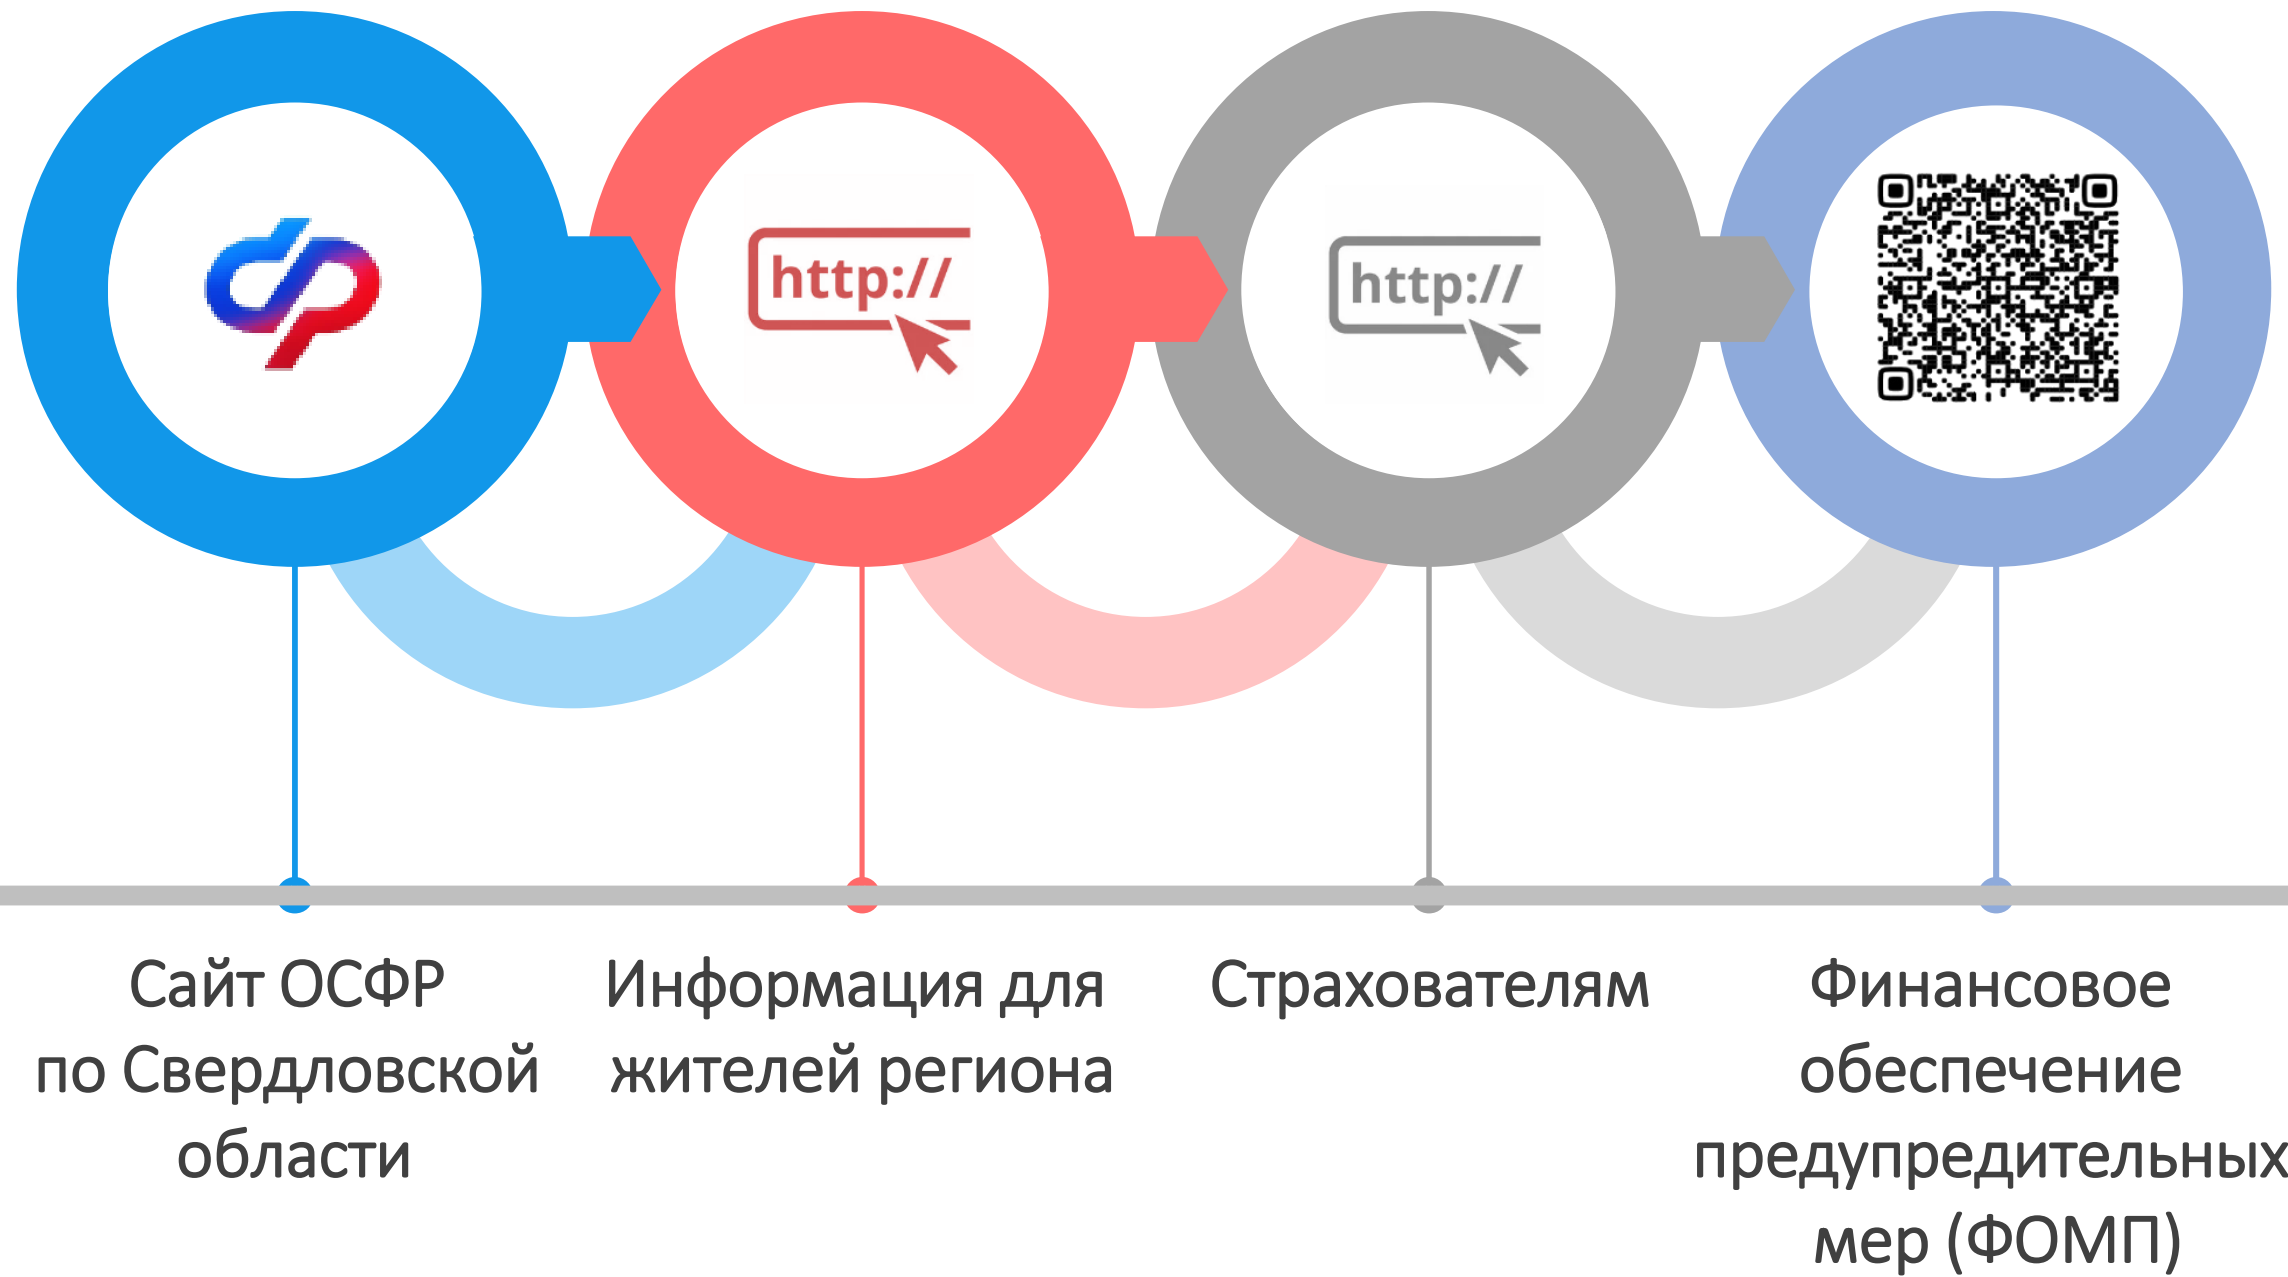 http://
http://
Сайт ОСФР
по Свердловской
области
Информация для
жителей региона
Страхователям
Финансовое
обеспечение
предупредительных
мер (ФОМП)